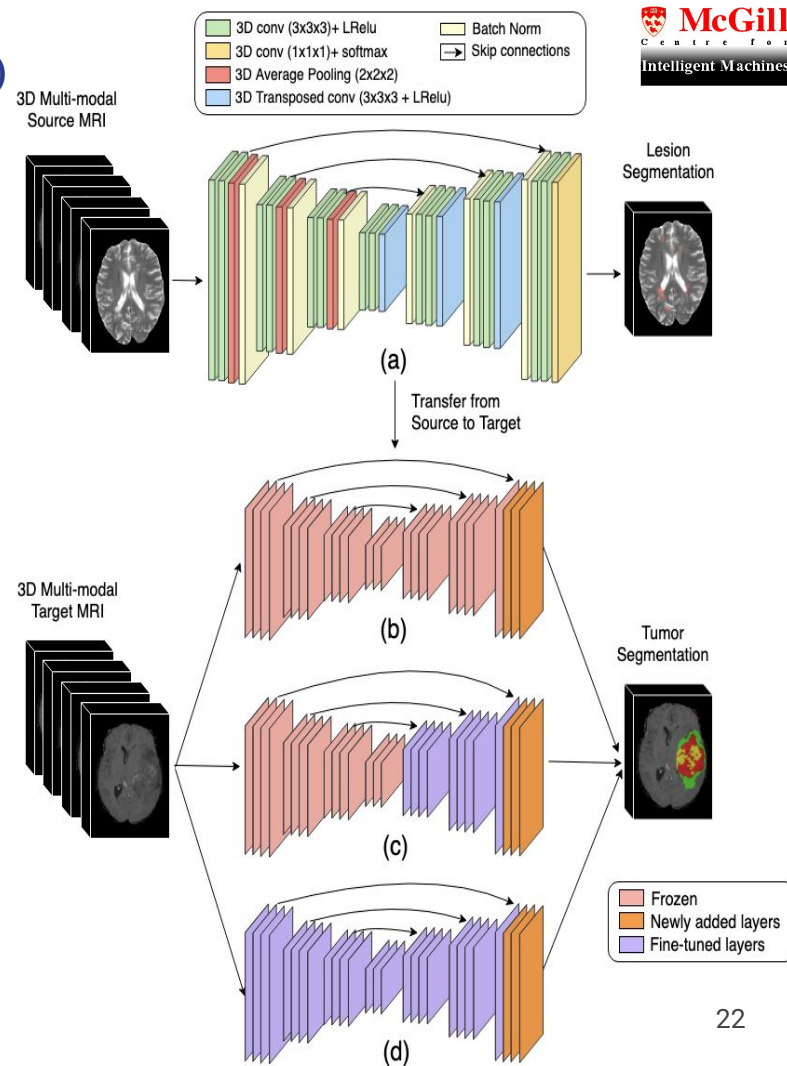 3D conv (3x3x3)+ LRelu
3D conv (1x1x1)+ softmax
3D Average Pooling (2x2x2)
3D Transposed conv (3x3x3 + LRelu)
Batch Norm
Skip connections
McGill
Centre for
Intelligent Machines
)
3D Multi-modal
Source MRI
Lesion
Segmentation
(a)
Transfer from
Source to Target
3D Multi-modal
Target MRI
(b)
Tumor
Segmentation
(c)
Frozen
Newly added layers
Fine-tuned layers
(d)
22